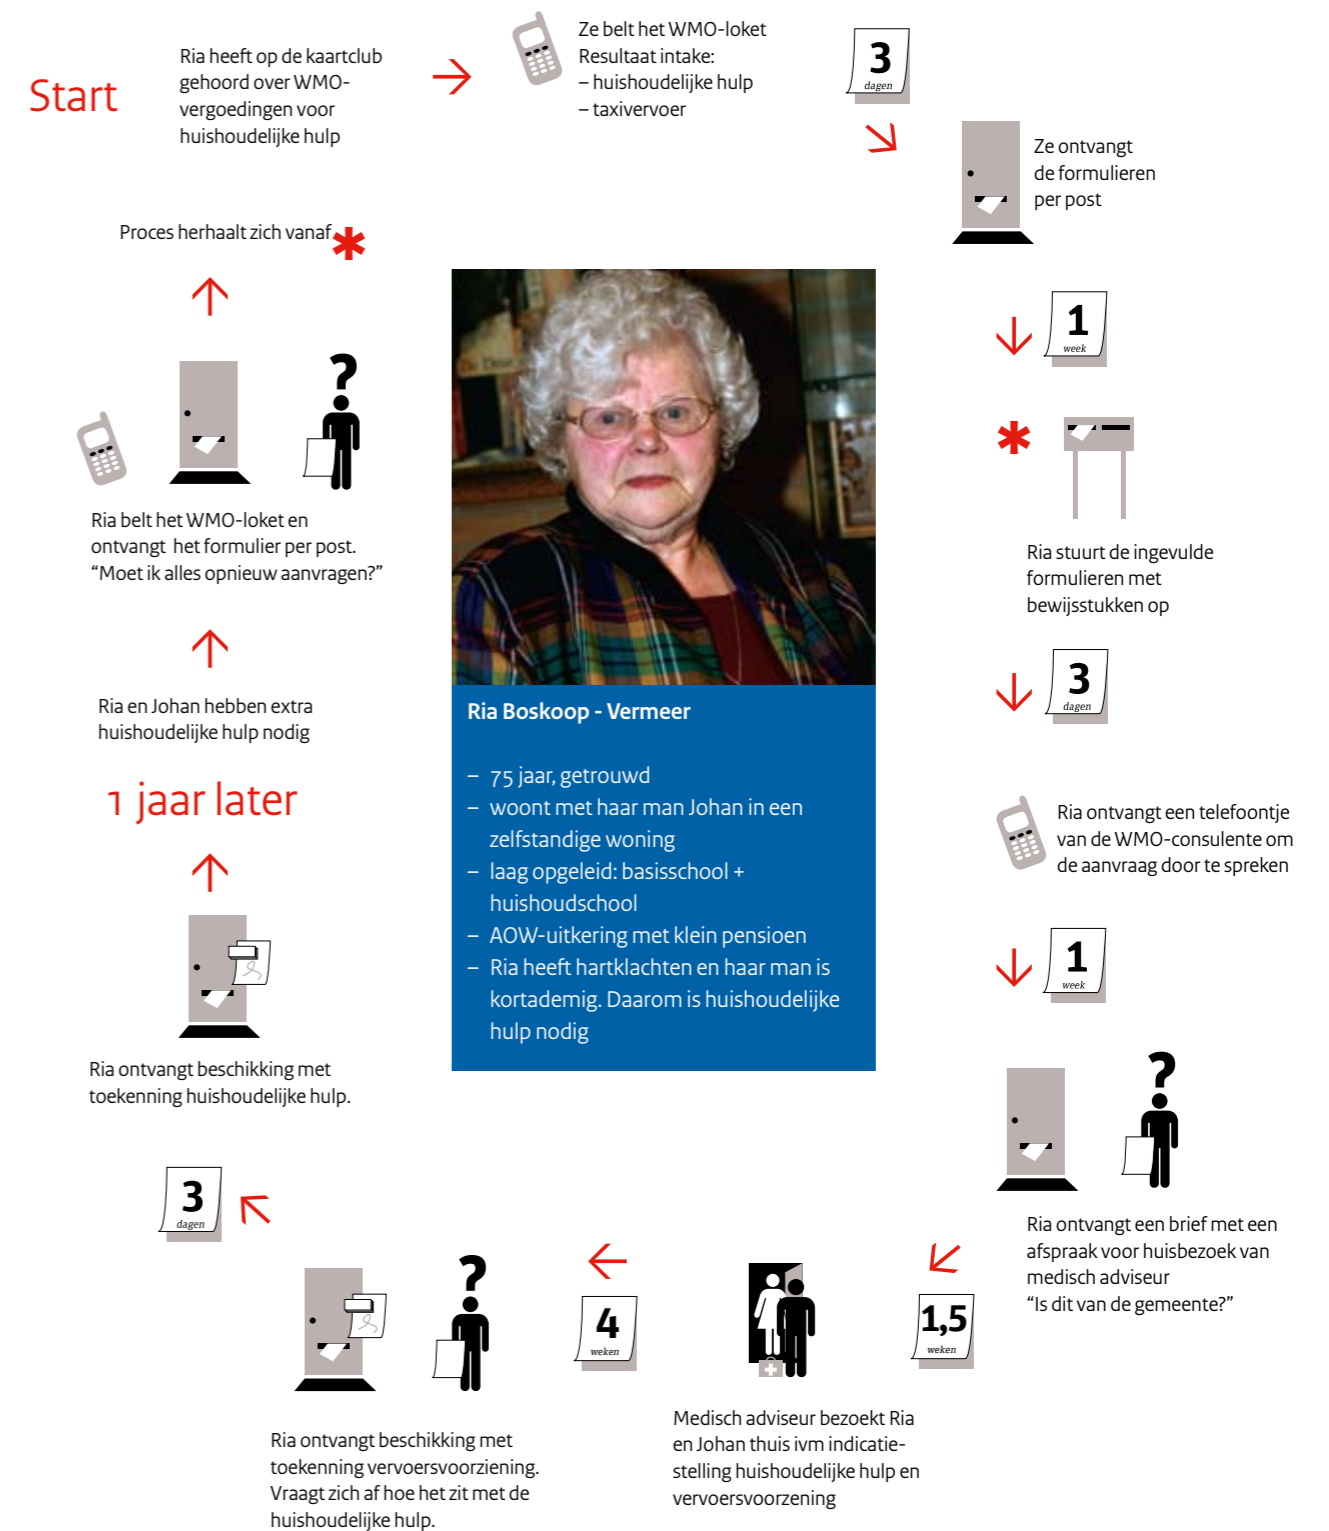 Start
Ria heeft op de kaartclub
gehoord over WMO-
vergoedingen voor
huishoudelijke hulp
Ze belt het WMO-loket
Resultaat intake:
– huishoudelijke hulp
– taxivervoer
3
dagen
Ze ontvangt
de formulieren
per post
1
week
*
Ria stuurt de ingevulde
formulieren met
bewijsstukken op
3
dagen
Ria ontvangt een telefoontje
van de WMO-consulente om
de aanvraag door te spreken
1
week
?
Ria ontvangt een brief met een
afspraak voor huisbezoek van
medisch adviseur
“Is dit van de gemeente?”
1,5
weken
Medisch adviseur bezoekt Ria
en Johan thuis ivm indicatie-
stelling huishoudelijke hulp en
vervoersvoorzening
4
weken
?
Ria ontvangt beschikking met
toekenning vervoersvoorziening.
Vraagt zich af hoe het zit met de
huishoudelijke hulp.
3
dagen
Ria ontvangt beschikking met
toekenning huishoudelijke hulp.
1 jaar later
Ria en Johan hebben extra
huishoudelijke hulp nodig
?
Ria belt het WMO-loket en
ontvangt het formulier per post.
“Moet ik alles opnieuw aanvragen?”
Proces herhaalt zich vanaf *
Ria Boskoop - Vermeer
– 75 jaar, getrouwd
– woont met haar man Johan in een
zelfstandige woning
– laag opgeleid: basisschool +
huishoudschool
– AOW-uitkering met klein pensioen
– Ria heeft hartklachten en haar man is
kortademig. Daarom is huishoudelijke
hulp nodig